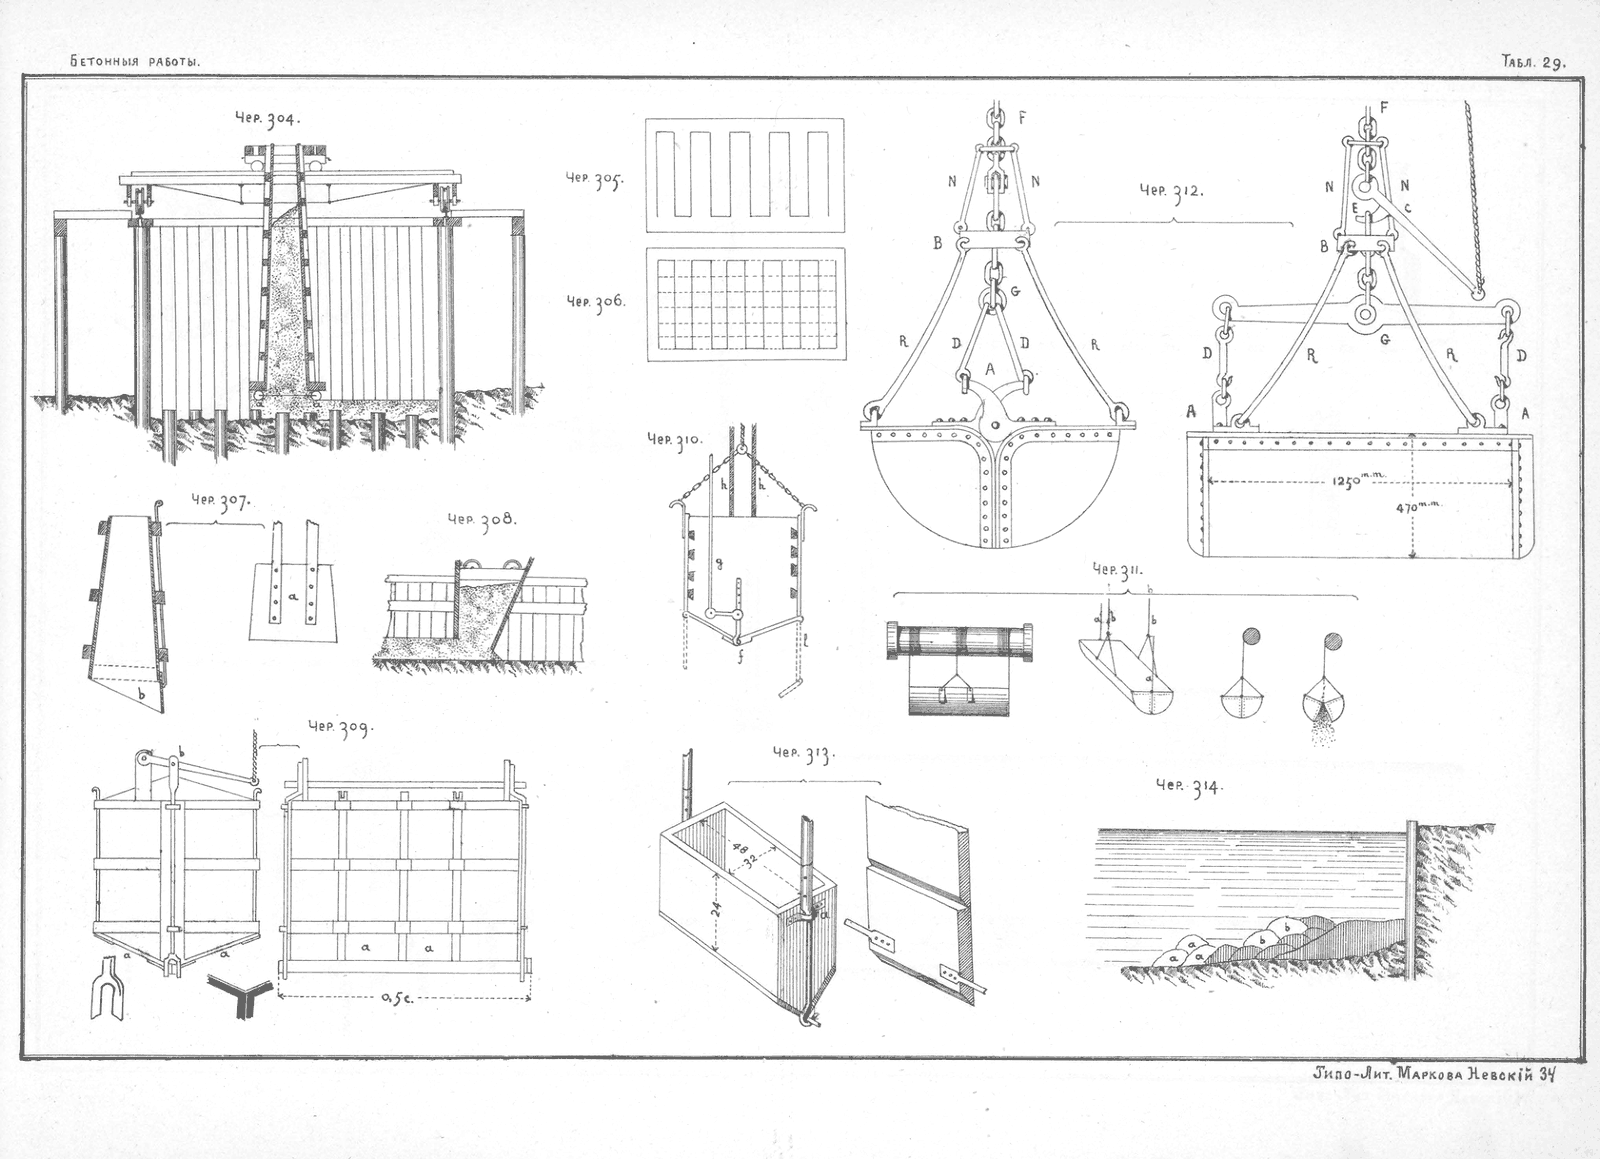 Бетонныя работы.
Табл. 29.
Чер. 304.
a a
Чер. 305.
Чер. 306.
F
N N
B
G
D D
R R
A
Чер. 312.
F
N N
E C
B
G
D D
R R
A A
1250 m.m.
470 m.m.
Чер. 307.
a
b
Чер. 308.
Чер. 310.
h h
g
f
l
Чер. 311.
a b b
a
Чер. 309.
b
a a
a a
0,5 с.
Чер. 313.
48
32
24
a
Чер. 314.
a a a b b
Типо-Лит. Маркова Невскій 34